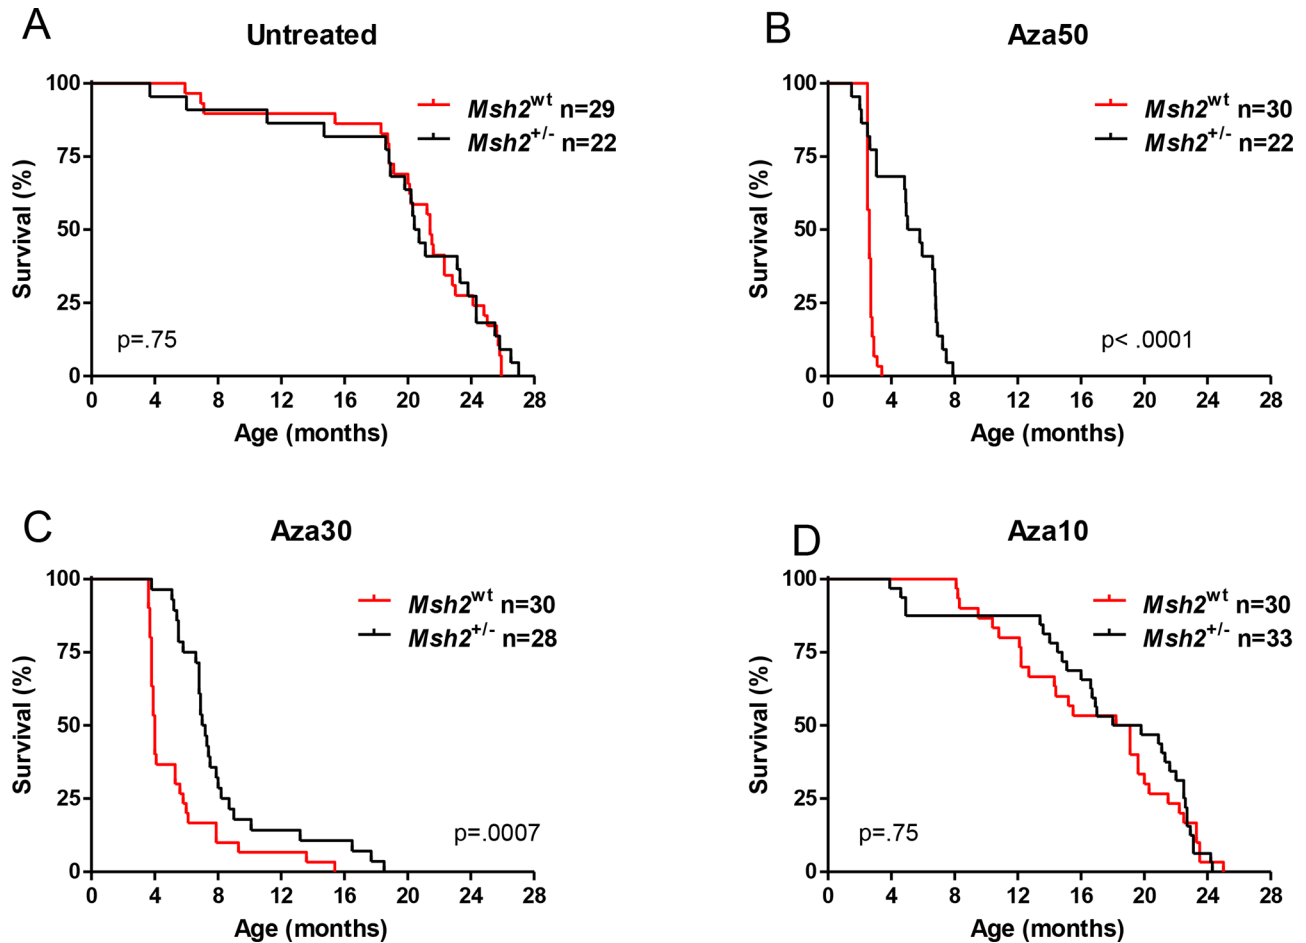 A
Untreated
100
75
50
25
0
Survival (%)
Msh2wt n=29
Msh2+/- n=22
p=.75
0 4 8 12 16 20 24 28
Age (months)
B
Aza50
100
75
50
25
0
Survival (%)
Msh2wt n=30
Msh2+/- n=22
p< .0001
0 4 8 12 16 20 24 28
Age (months)
C
Aza30
100
75
50
25
0
Survival (%)
Msh2wt n=30
Msh2+/- n=28
p=.0007
0 4 8 12 16 20 24 28
Age (months)
D
Aza10
100
75
50
25
0
Survival (%)
Msh2wt n=30
Msh2+/- n=33
p=.75
0 4 8 12 16 20 24 28
Age (months)